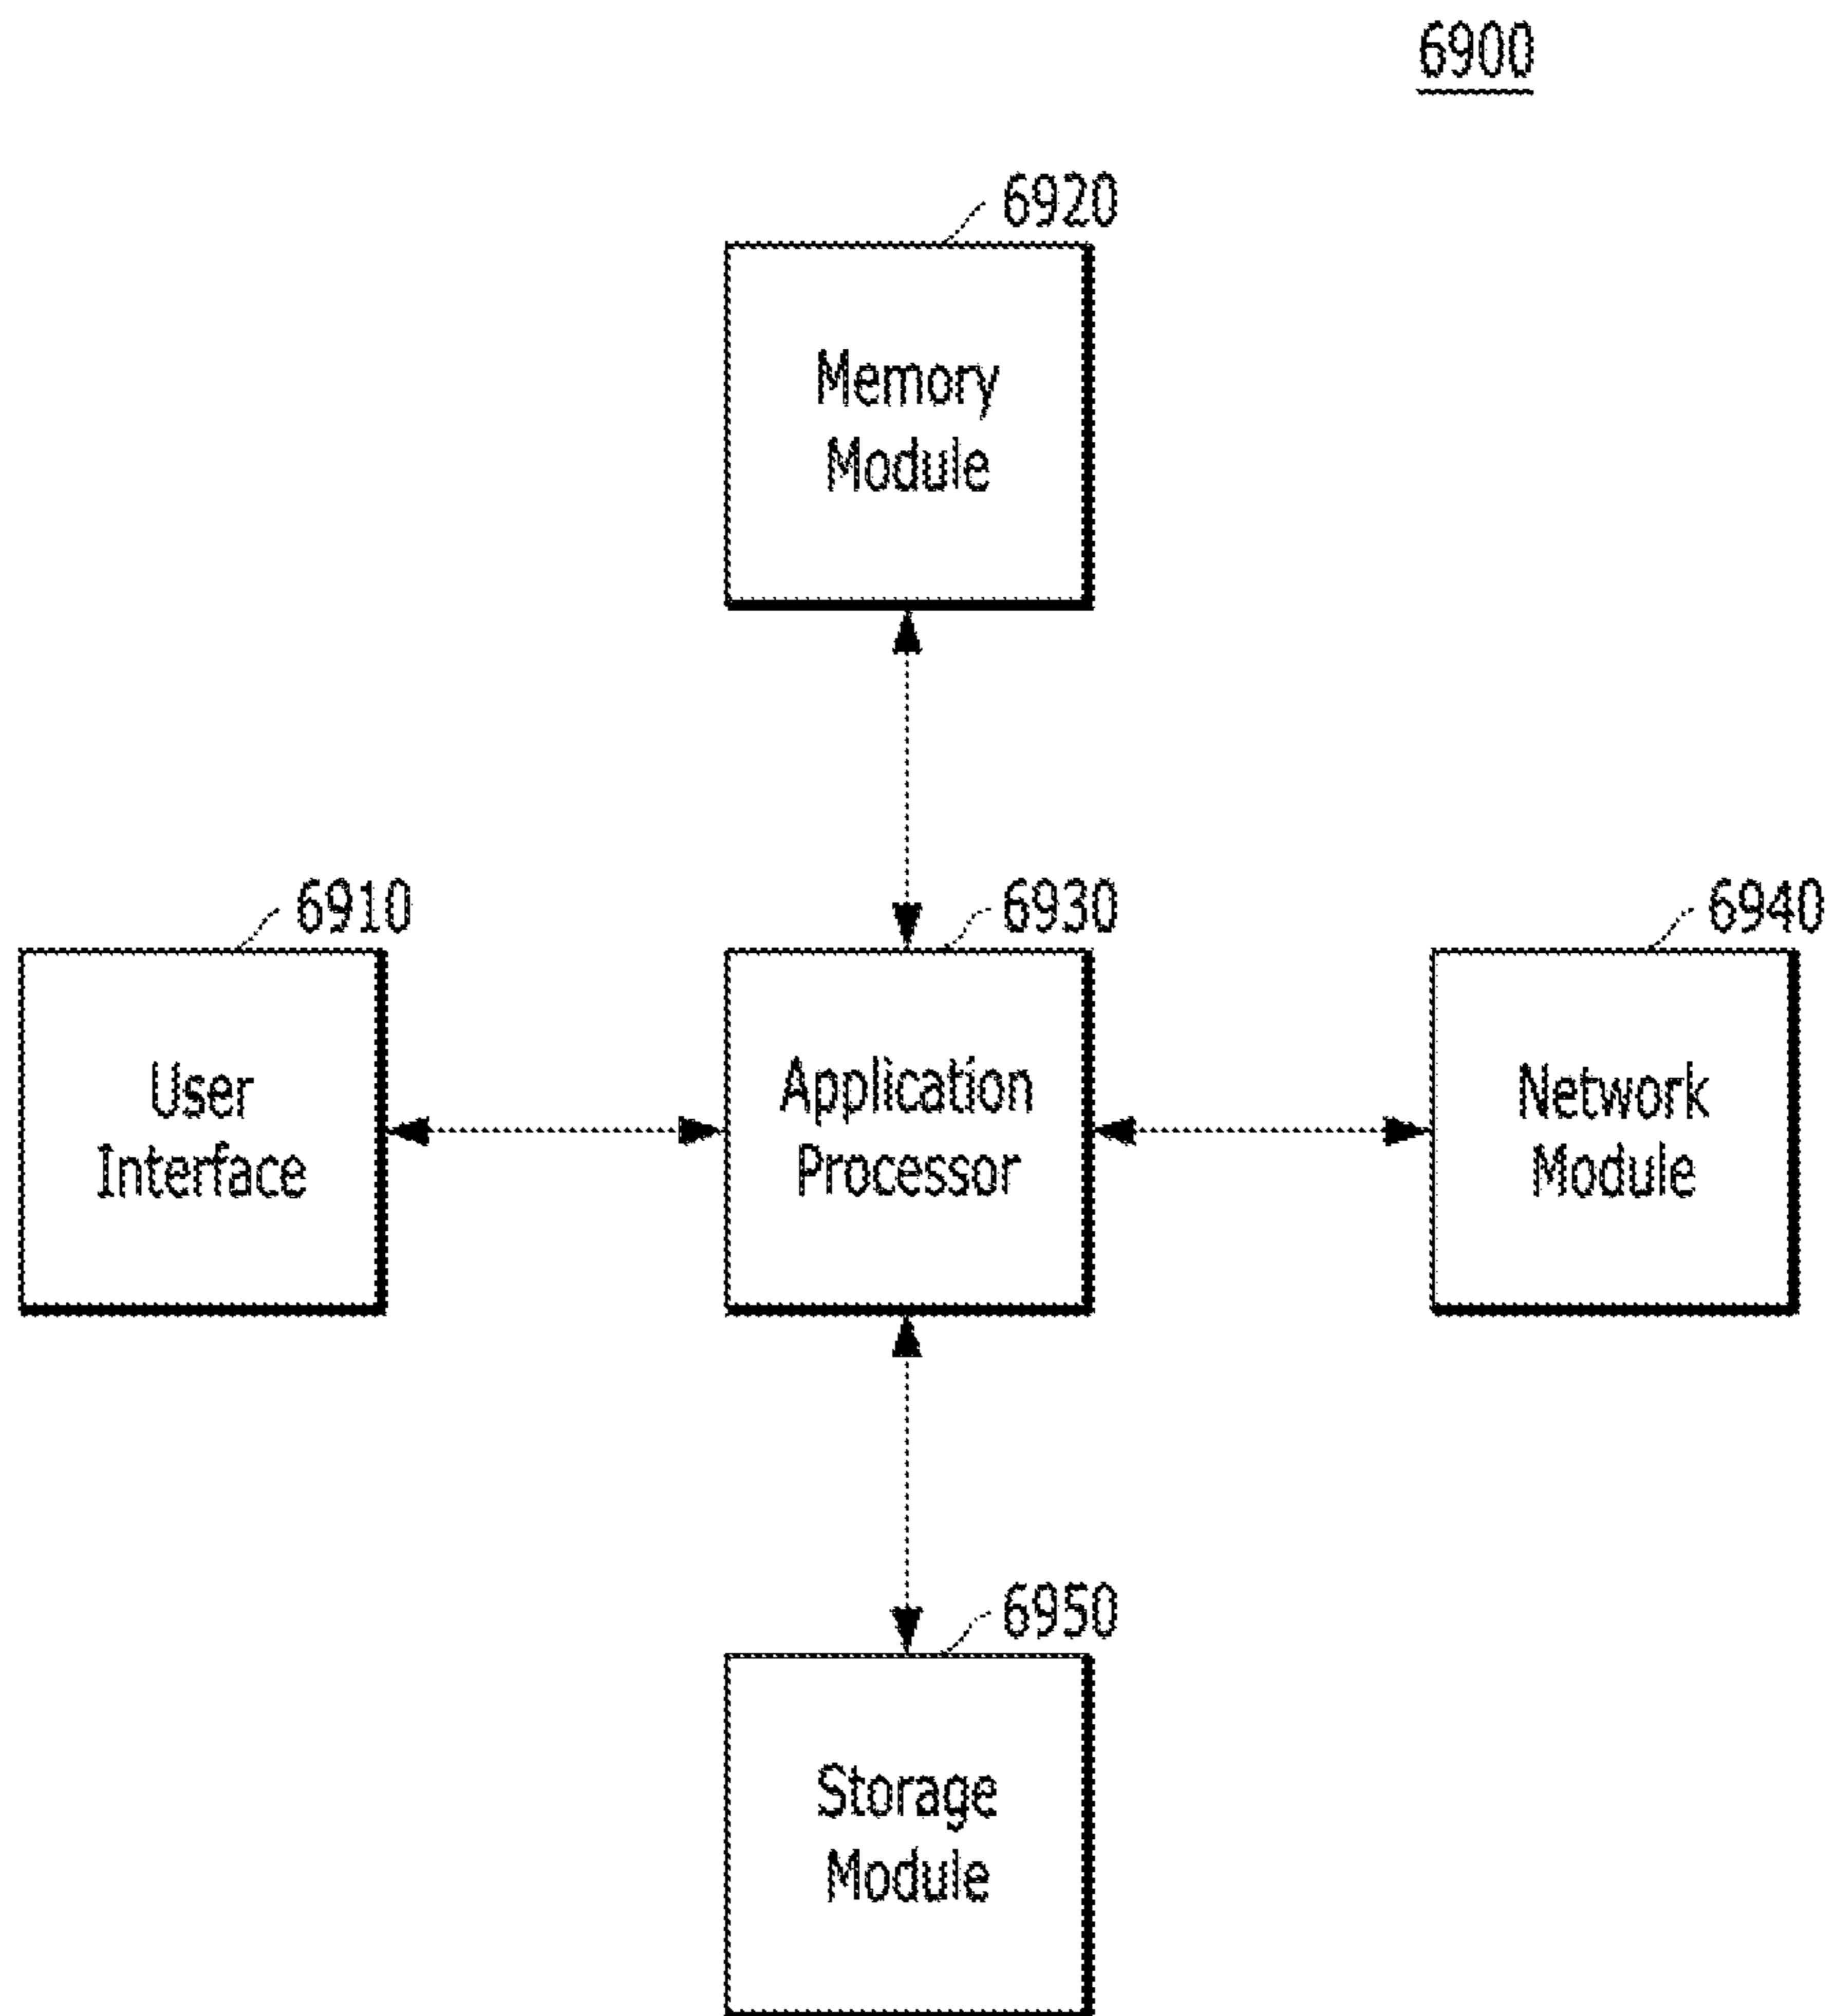 6900
6920
Memory
Module
6910
6930
6940
User
Interface
Application
Processor
Network
Module
6950
Storage
Module